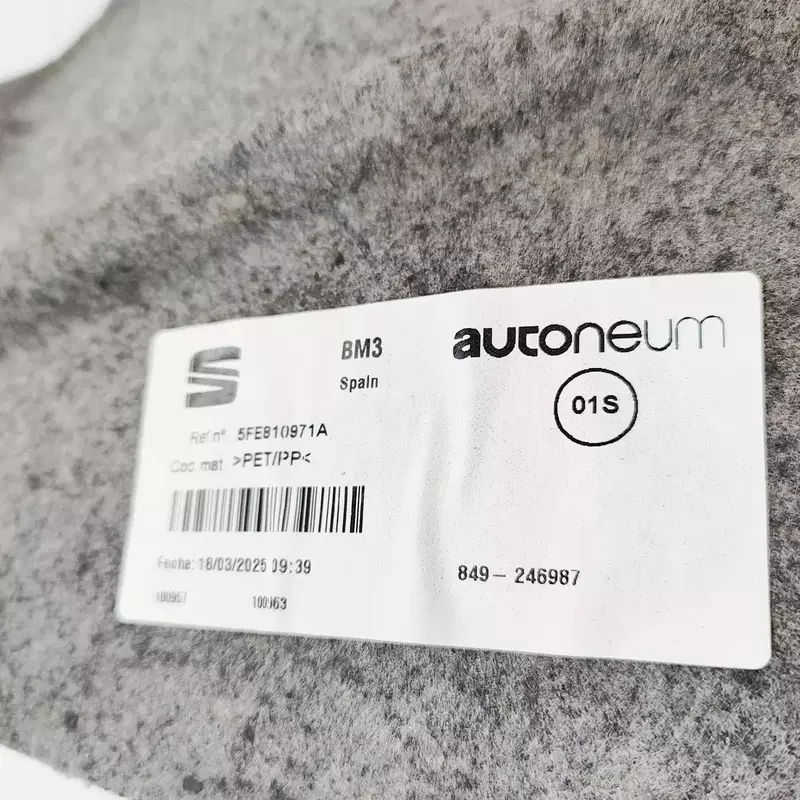 BM3
Spain
autoneum
01S
Ref.nº 5FE810971A
Cod. mat. >PET/PP<
Fecha: 18/03/2025 09:39
849- 246987
100957 100963